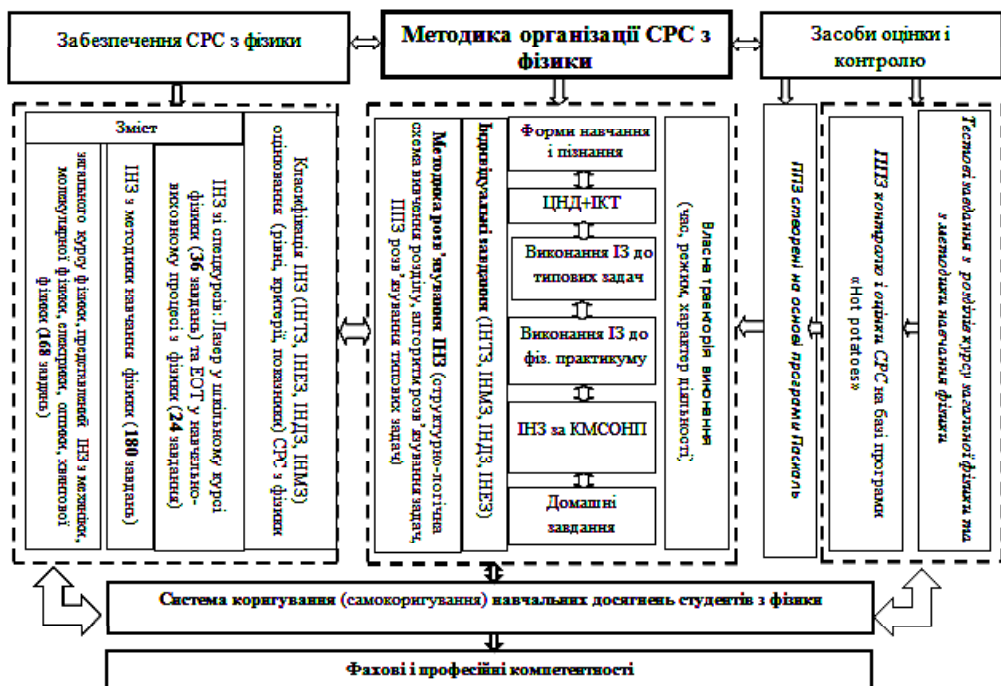 Забезпечення СРС з фізики
Методика організації СРС з
фізики
Засоби оцінки і
контролю
Зміст
загального курсу фізики, представлений ІНЗ з механіки,
молекулярної фізики, електрики, оптики, квантової
фізики (168 завдань)
ІНЗ з методики навчання фізики (180 завдань)
ІНЗ зі спецкурсів: Лазер у шкільному курсі
фізики (36 завдань) та ЕОТ у навчально-
виховному процесі з фізики (24 завдання)
Класифікація ІНЗ (ІНТЗ, ІНЕЗ, ІНДЗ, ІНМЗ)
оцінювання (рівні, критерії, показники) СРС з фізики
Методика розв'язування ІНЗ (структурно-логічна
схема вивчення розділу, алгоритм розв'язування задач,
ППЗ розв'язування типових задач)
Індивідуальні завдання (ІНТЗ, ІНМЗ, ІНДЗ, ІНЕЗ)
Форми навчання
і пізнання
ЦНД+ІКТ
Виконання ІЗ до
типових задач
Виконання ІЗ до
фіз. практикуму
ІНЗ за КМСОНП
Домашні
завдання
Власна траєкторія виконання
(час, режим, характер діяльності)
ППЗ створені на основі програми Паскаль
ППЗ контролю і оцінки СРС на базі програми
«Hot potatoes»
Тестові завдання з розділів курсу загальної фізики та
з методики навчання фізики
Система коригування (самокоригування) навчальних досягнень студентів з фізики
Фахові і професійні компетентності